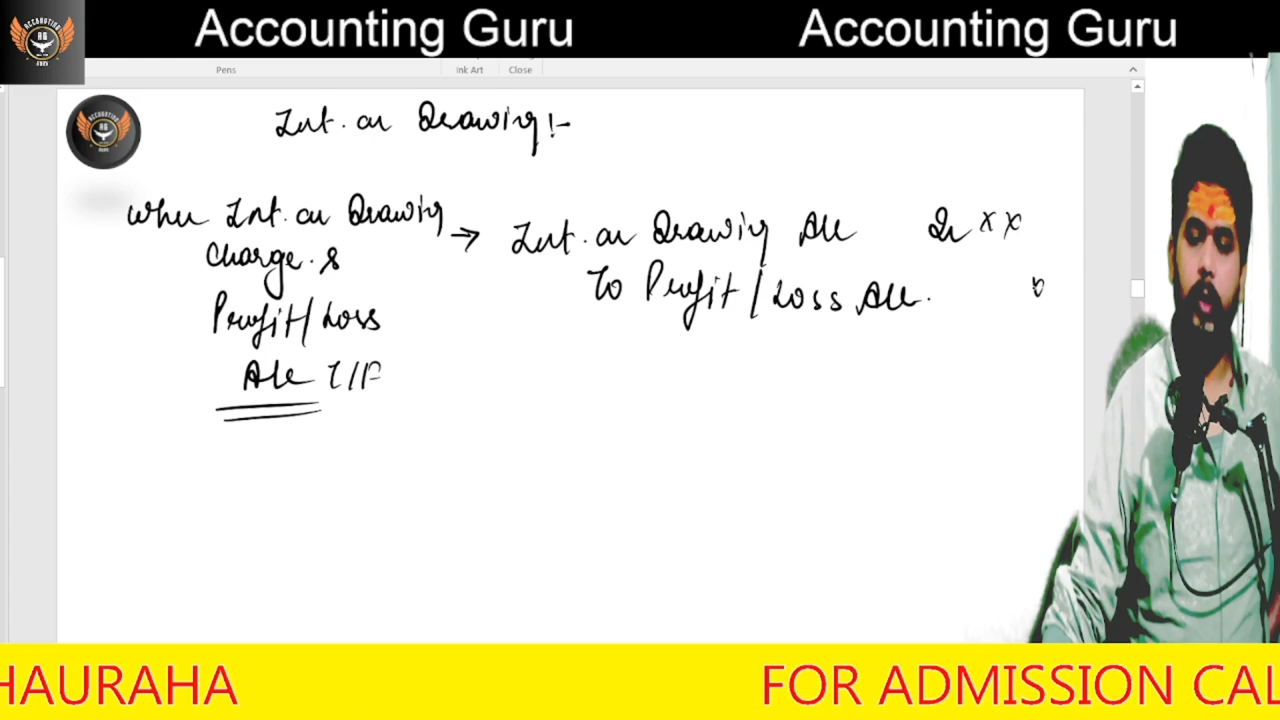 Accounting Guru
Accounting Guru
Pens
Ink Art
Close
Int. on Drawing :-
When Int. on Drawing
Charge &
Profit/Loss
A/c T/F
→ Int. on Drawing A/c Dr xx
To Profit/Loss A/c.
HAURAHA
FOR ADMISSION CAL